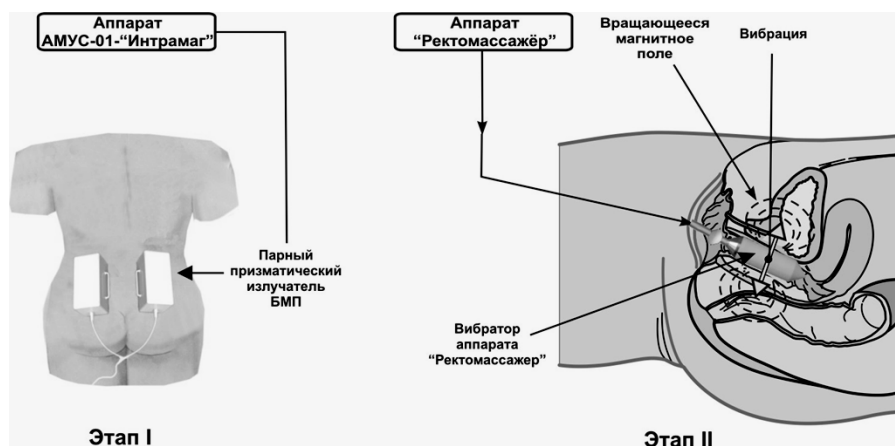 Аппарат
АМУС-01-“Интрамаг”
Аппарат
“Ректомассажёр”
Вращающееся
магнитное
поле
Вибрация
Парный
призматический
излучатель
БМП
Вибратор
аппарата
“Ректомассажер”
Этап I
Этап II